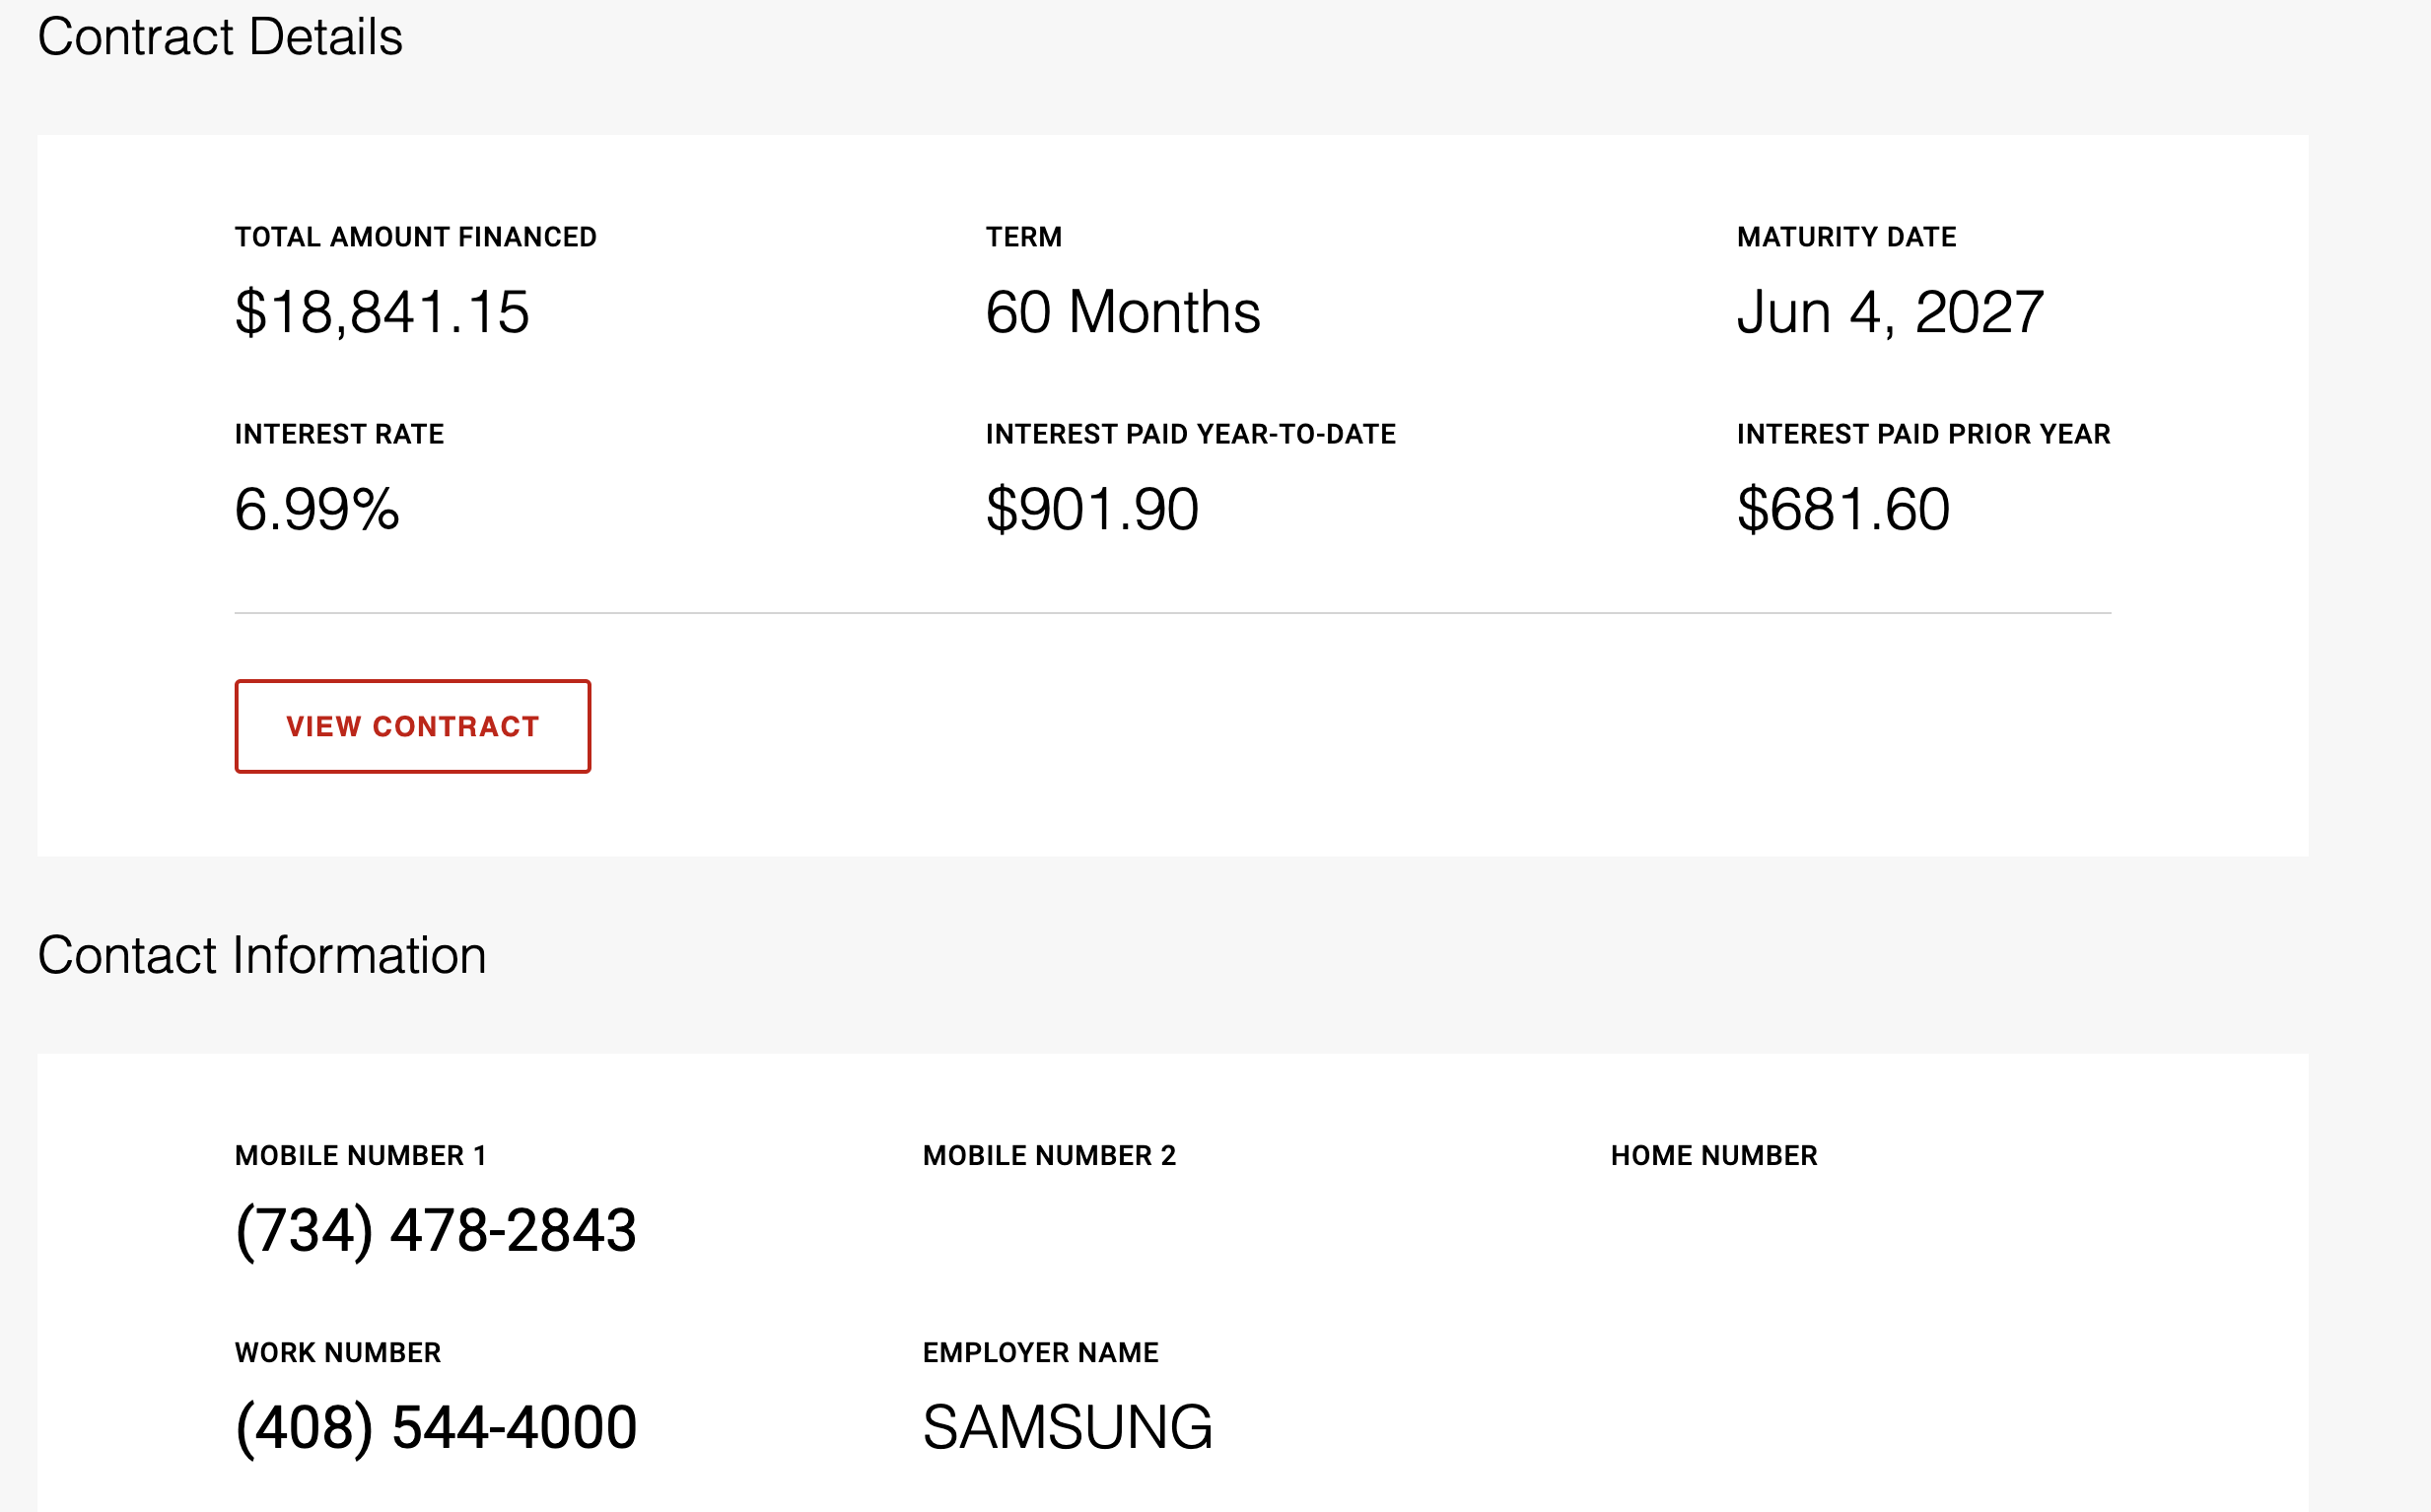 Contract Details
TOTAL AMOUNT FINANCED TERM MATURITY DATE
$18,841.15 60 Months Jun 4, 2027
INTEREST RATE INTEREST PAID YEAR-TO-DATE INTEREST PAID PRIOR YEAR
6.99% $901.90 $681.60
VIEW CONTRACT
Contact Information
MOBILE NUMBER 1 MOBILE NUMBER 2 HOME NUMBER
(734) 478-2843
WORK NUMBER EMPLOYER NAME
(408) 544-4000 SAMSUNG